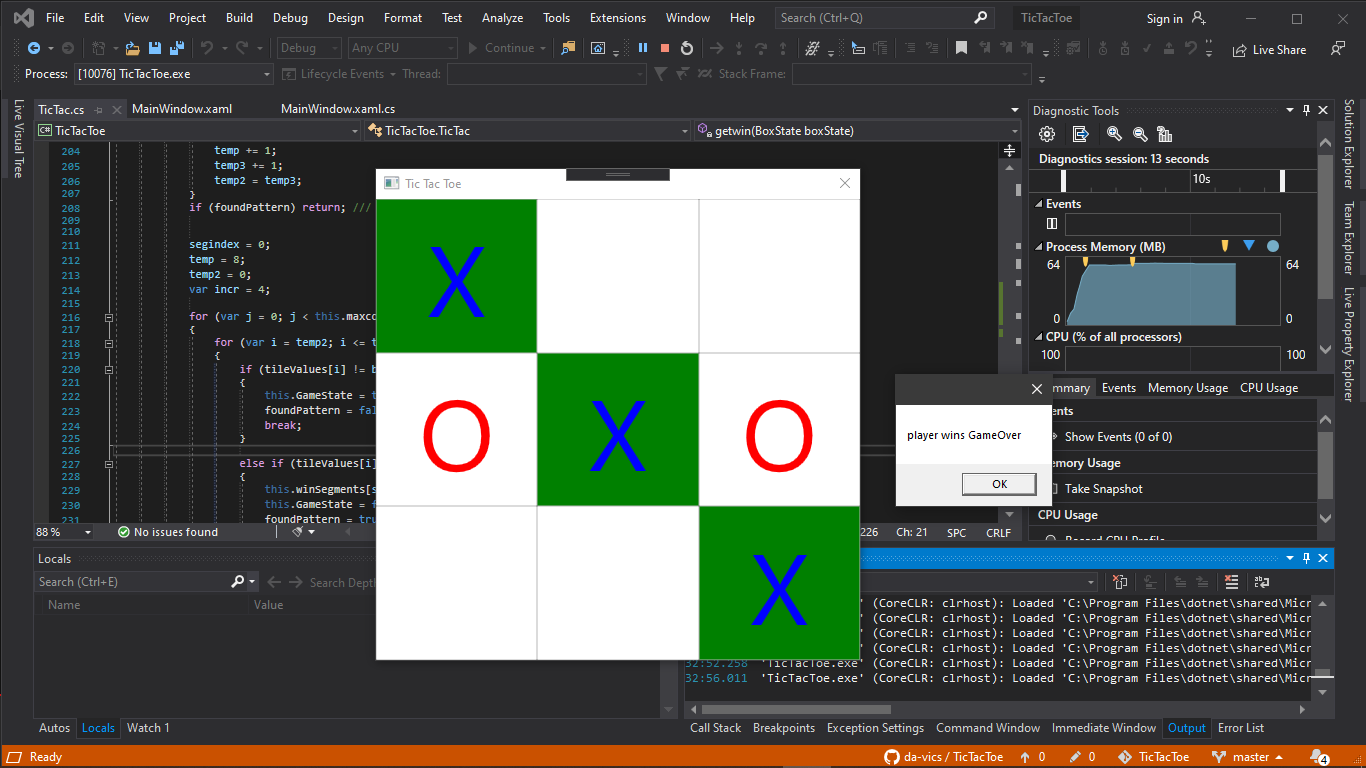 File Edit View Project Build Debug Design Format Test Analyze Tools Extensions Window Help Search (Ctrl+Q) TicTacToe Sign in
Debug Any CPU Continue Live Share
Process: [10076] TicTacToe.exe Lifecycle Events Thread: Stack Frame:
Live Visual Tree
TicTac.cs MainWindow.xaml MainWindow.xaml.cs
C# TicTacToe TicTacToe.TicTac getwin(BoxState boxState)
204 temp += 1;
205 temp3 += 1;
206 temp2 = temp3;
207 }
208 if (foundPattern) return; ///
209
210
211 segindex = 0;
212 temp = 8;
213 temp2 = 0;
214 var incr = 4;
215
216 for (var j = 0; j < this.maxco
217 {
218 for (var i = temp2; i <= t
219 {
220 if (tileValues[i] != b
221 {
222 this.GameState = t
223 foundPattern = fal
224 break;
225 }
226
227 else if (tileValues[i]
228 {
229 this.winSegments[s
230 this.GameState = f
231 foundPattern = tru
88 % No issues found 226 Ch: 21 SPC CRLF
Tic Tac Toe
X
O X O
X
player wins GameOver
OK
Diagnostic Tools
Diagnostics session: 13 seconds
10s
Events
Process Memory (MB)
64 64
0 0
CPU (% of all processors)
100 100
mmary Events Memory Usage CPU Usage
ents
Show Events (0 of 0)
emory Usage
Take Snapshot
CPU Usage
Record CPU Profile
Solution Explorer
Team Explorer
Live Property Explorer
Locals
Search (Ctrl+E) Search Depth
Name Value
' (CoreCLR: clrhost): Loaded 'C:\Program Files\dotnet\shared\Micr
' (CoreCLR: clrhost): Loaded 'C:\Program Files\dotnet\shared\Micr
' (CoreCLR: clrhost): Loaded 'C:\Program Files\dotnet\shared\Micr
' (CoreCLR: clrhost): Loaded 'C:\Program Files\dotnet\shared\Micr
32:52.258 'TicTacToe.exe' (CoreCLR: clrhost): Loaded 'C:\Program Files\dotnet\shared\Micr
32:56.011 'TicTacToe.exe' (CoreCLR: clrhost): Loaded 'C:\Program Files\dotnet\shared\Micr
Autos Locals Watch 1
Call Stack Breakpoints Exception Settings Command Window Immediate Window Output Error List
Ready da-vics / TicTacToe 0 0 TicTacToe master 4